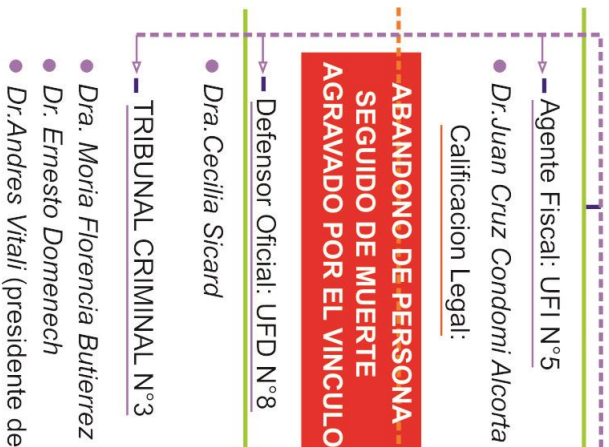 Agente Fiscal: UFI N°5
Dr.Juan Cruz Condomi Alcorta
Calificacion Legal:
ABANDONO DE PERSONA
SEGUIDO DE MUERTE
AGRAVADO POR EL VINCULO
Defensor Oficial: UFD N°8
Dra.Cecilia Sicard
TRIBUNAL CRIMINAL N°3
Dra. Moria Florencia Butierrez
Dr. Ernesto Domenech
Dr.Andres Vitali (presidente de